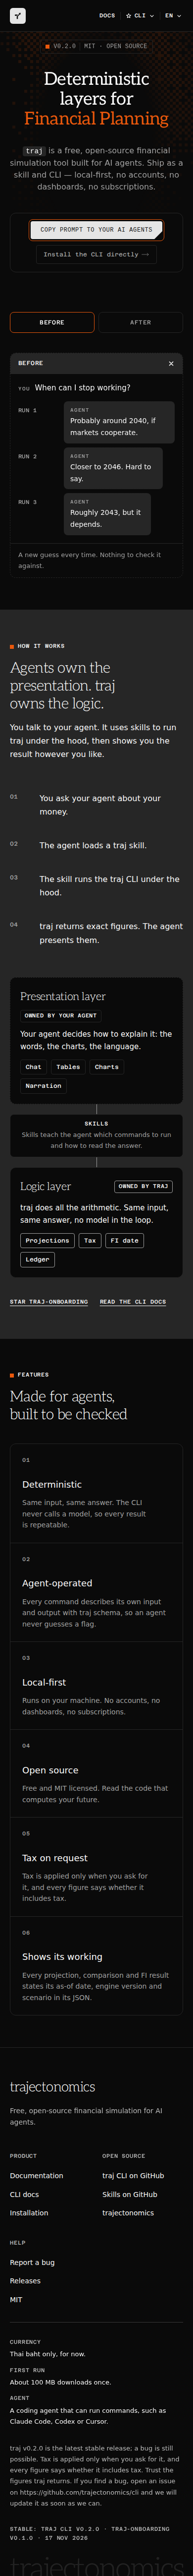 DOCS
☆ CLI
EN
V0.2.0 MIT · OPEN SOURCE
Deterministic
layers for
Financial Planning
traj is a free, open-source financial
simulation tool built for AI agents. Ship as a
skill and CLI — local-first, no accounts, no
dashboards, no subscriptions.
COPY PROMPT TO YOUR AI AGENTS
Install the CLI directly
BEFORE
AFTER
BEFORE
YOU When can I stop working?
RUN 1
AGENT
Probably around 2040, if
markets cooperate.
RUN 2
AGENT
Closer to 2046. Hard to
say.
RUN 3
AGENT
Roughly 2043, but it
depends.
A new guess every time. Nothing to check it
against.
HOW IT WORKS
Agents own the
presentation. traj
owns the logic.
You talk to your agent. It uses skills to run
traj under the hood, then shows you the
result however you like.
01
You ask your agent about your
money.
02
The agent loads a traj skill.
03
The skill runs the traj CLI under the
hood.
04
traj returns exact figures. The agent
presents them.
Presentation layer
OWNED BY YOUR AGENT
Your agent decides how to explain it: the
words, the charts, the language.
Chat
Tables
Charts
Narration
SKILLS
Skills teach the agent which commands to run
and how to read the answer.
Logic layer
OWNED BY TRAJ
traj does all the arithmetic. Same input,
same answer, no model in the loop.
Projections
Tax
FI date
Ledger
STAR TRAJ-ONBOARDING
READ THE CLI DOCS
FEATURES
Made for agents,
built to be checked
01
Deterministic
Same input, same answer. The CLI
never calls a model, so every result
is repeatable.
02
Agent-operated
Every command describes its own input
and output with traj schema, so an agent
never guesses a flag.
03
Local-first
Runs on your machine. No accounts, no
dashboards, no subscriptions.
04
Open source
Free and MIT licensed. Read the code that
computes your future.
05
Tax on request
Tax is applied only when you ask for
it, and every figure says whether it
includes tax.
06
Shows its working
Every projection, comparison and FI result
states its as-of date, engine version and
scenario in its JSON.
trajectonomics
Free, open-source financial simulation for AI
agents.
PRODUCT
Documentation
CLI docs
Installation
OPEN SOURCE
traj CLI on GitHub
Skills on GitHub
trajectonomics
HELP
Report a bug
Releases
MIT
CURRENCY
Thai baht only, for now.
FIRST RUN
About 100 MB downloads once.
AGENT
A coding agent that can run commands, such as
Claude Code, Codex or Cursor.
traj v0.2.0 is the latest stable release; a bug is still
possible. Tax is applied only when you ask for it, and
every figure says whether it includes tax. Trust the
figures traj returns. If you find a bug, open an issue
on https://github.com/trajectonomics/cli and we will
update it as soon as we can.
STABLE: TRAJ CLI V0.2.0 · TRAJ-ONBOARDING
V0.1.0 · 17 NOV 2026
trajectonomics